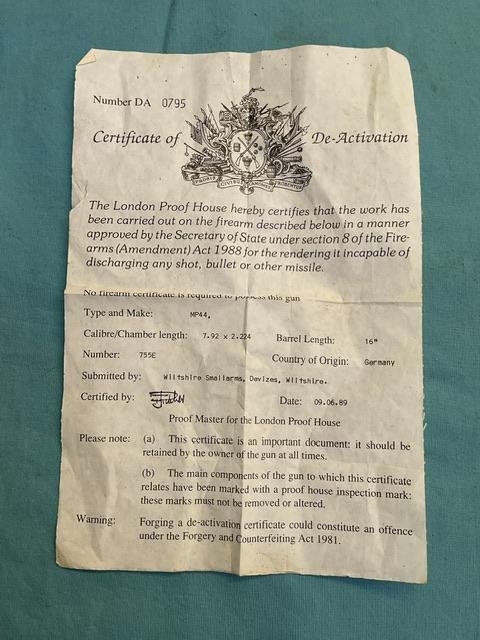 Number DA 0795
Certificate of De-Activation
The London Proof House hereby certifies that the work has
been carried out on the firearm described below in a manner
approved by the Secretary of State under section 8 of the Fire-
arms (Amendment) Act 1988 for the rendering it incapable of
discharging any shot, bullet or other missile.
No firearm certificate is required to possess this gun
Type and Make: MP44,
Calibre/Chamber length: 7.92 x 2.224 Barrel Length: 16"
Number: 755E Country of Origin: Germany
Submitted by: Wiltshire Smallarms, Devizes, Wiltshire.
Certified by: Date: 09.06.89
Proof Master for the London Proof House
Please note: (a) This certificate is an important document: it should be
retained by the owner of the gun at all times.
(b) The main components of the gun to which this certificate
relates have been marked with a proof house inspection mark:
these marks must not be removed or altered.
Warning: Forging a de-activation certificate could constitute an offence
under the Forgery and Counterfeiting Act 1981.